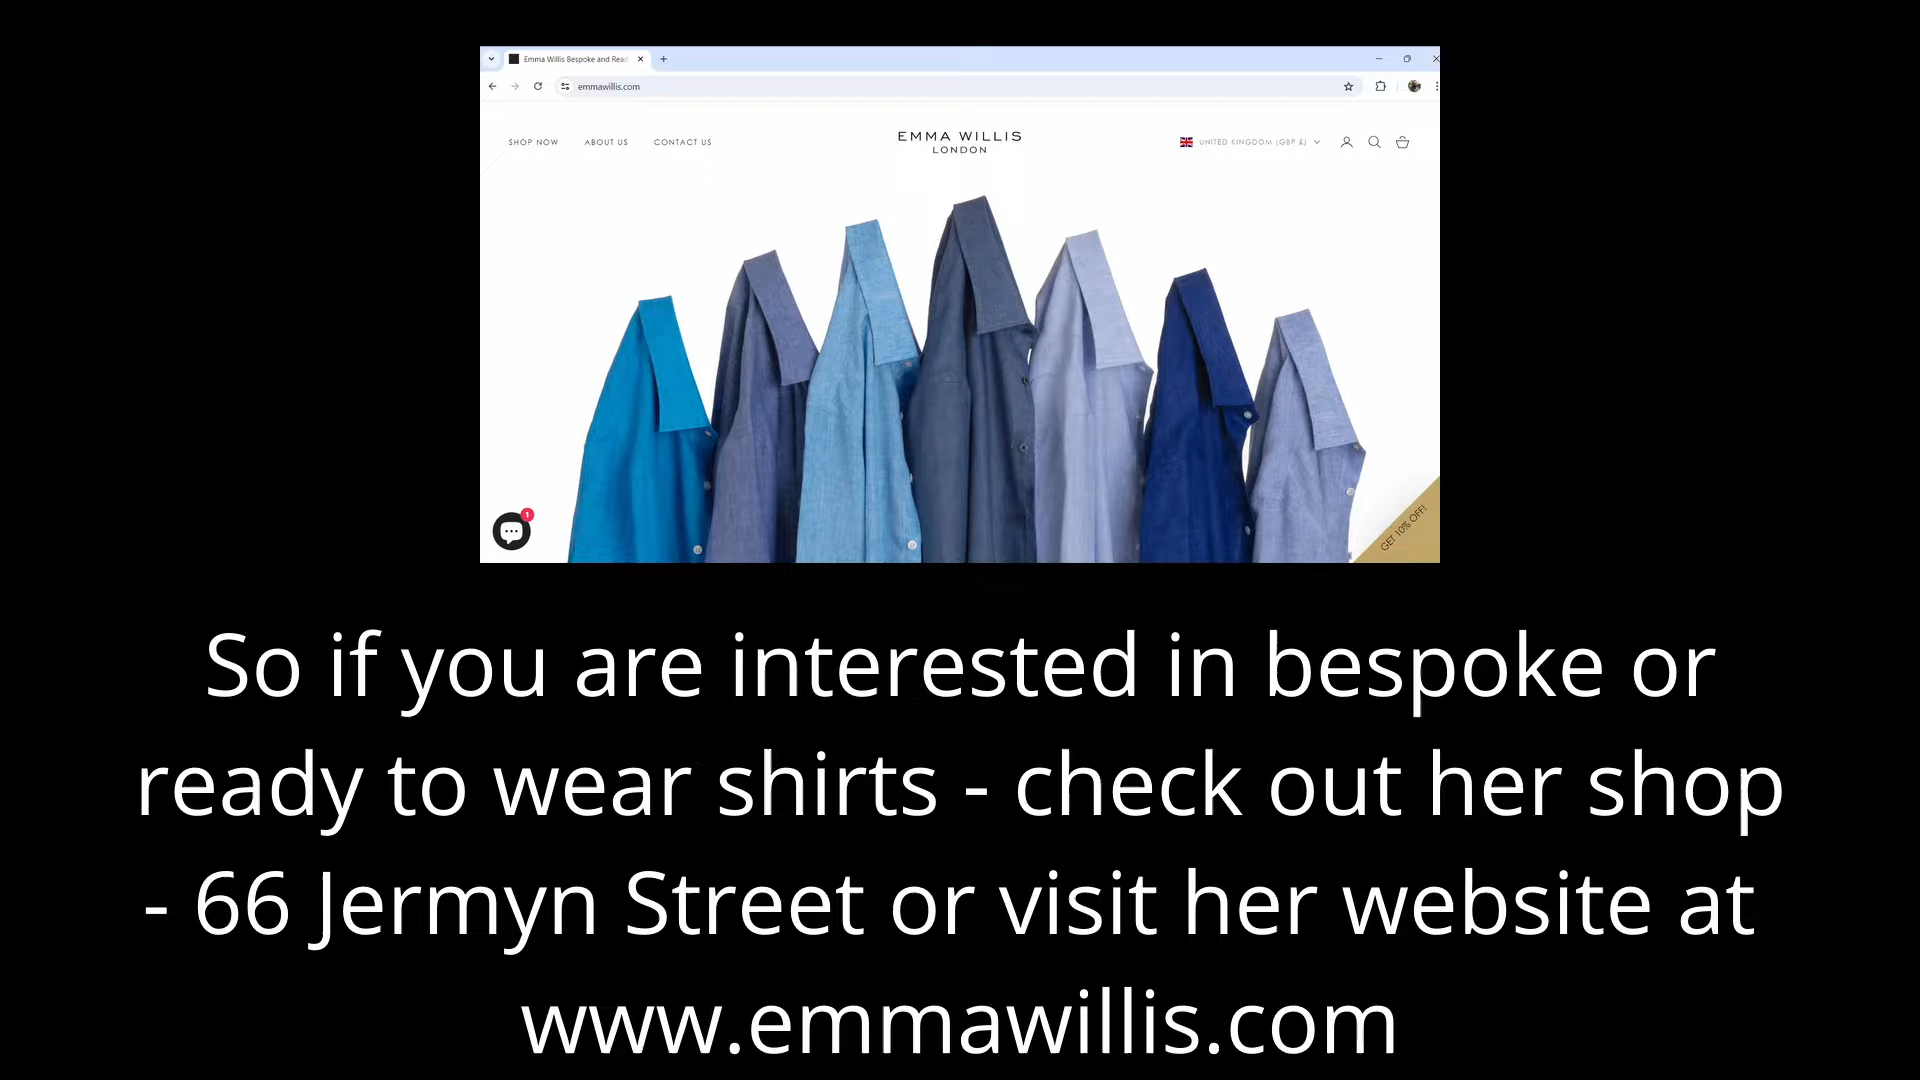 Emma Willis Bespoke and Rea
emmawillis.com
SHOP NOW
ABOUT US
CONTACT US
EMMA WILLIS
LONDON
UNITED KINGDOM (GBP £)
1
GET 10% OFF!
So if you are interested in bespoke or
ready to wear shirts - check out her shop
- 66 Jermyn Street or visit her website at
www.emmawillis.com